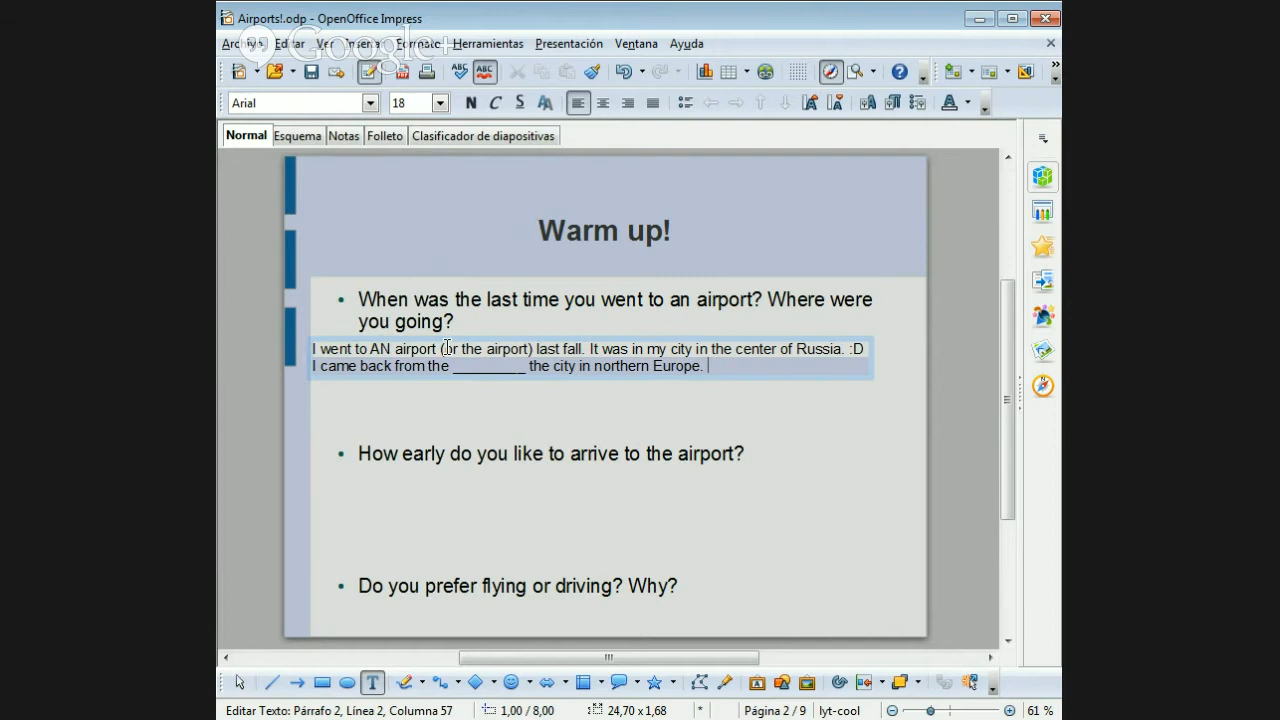 Airports!.odp - OpenOffice Impress
Archivo Editar Ver Insertar Formato Herramientas Presentación Ventana Ayuda
Google+
Arial 18 N C S
Normal Esquema Notas Folleto Clasificador de diapositivas
Warm up!
• When was the last time you went to an airport? Where were
you going?
I went to AN airport (or the airport) last fall. It was in my city in the center of Russia. :D
I came back from the _________ the city in northern Europe.
• How early do you like to arrive to the airport?
• Do you prefer flying or driving? Why?
Editar Texto: Párrafo 2, Línea 2, Columna 57 1,00 / 8,00 24,70 x 1,68 * Página 2 / 9 lyt-cool 61 %